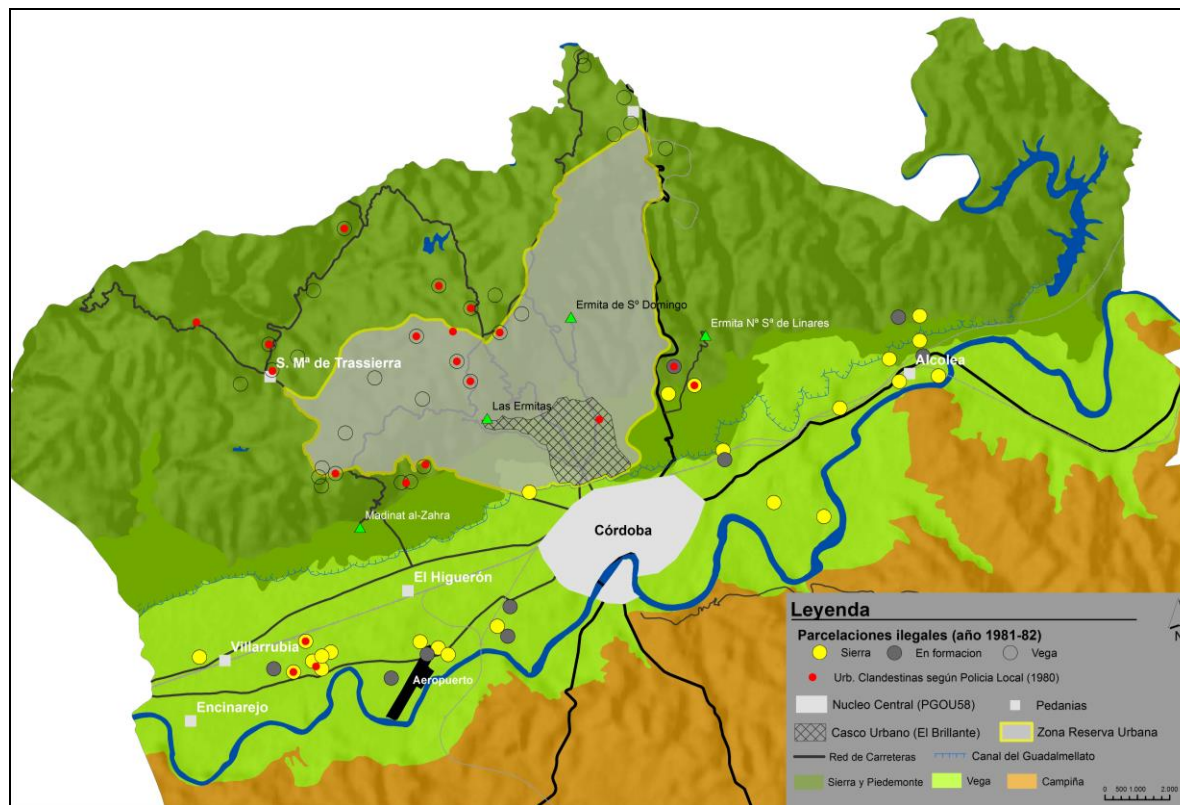 Ermita de Sº Domingo
Ermita Nª Sª de Linares
S. Mª de Trassierra
Alcolea
Las Ermitas
Madinat al-Zahra
Córdoba
El Higuerón
Villarrubia
Aeropuerto
Encinarejo
Leyenda
N
Parcelaciones ilegales (año 1981-82)
Sierra
En formacion
Vega
Urb. Clandestinas según Policia Local (1980)
Nucleo Central (PGOU58)
Pedanias
Casco Urbano (El Brillante)
Zona Reserva Urbana
Red de Carreteras
Canal del Guadalmellato
Sierra y Piedemonte
Vega
Campiña
0 500 1.000 2.000